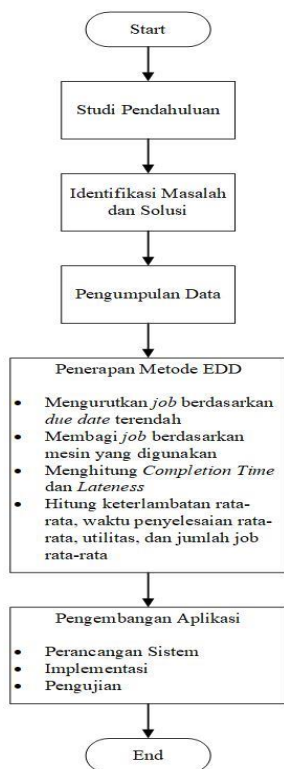 Start
Studi Pendahuluan
Identifikasi Masalah
dan Solusi
Pengumpulan Data
Penerapan Metode EDD
• Mengurutkan job berdasarkan
due date terendah
• Membagi job berdasarkan
mesin yang digunakan
• Menghitung Completion Time
dan Lateness
• Hitung keterlambatan rata-
rata, waktu penyelesaian rata-
rata, utilitas, dan jumlah job
rata-rata
Pengembangan Aplikasi
• Perancangan Sistem
• Implementasi
• Pengujian
End